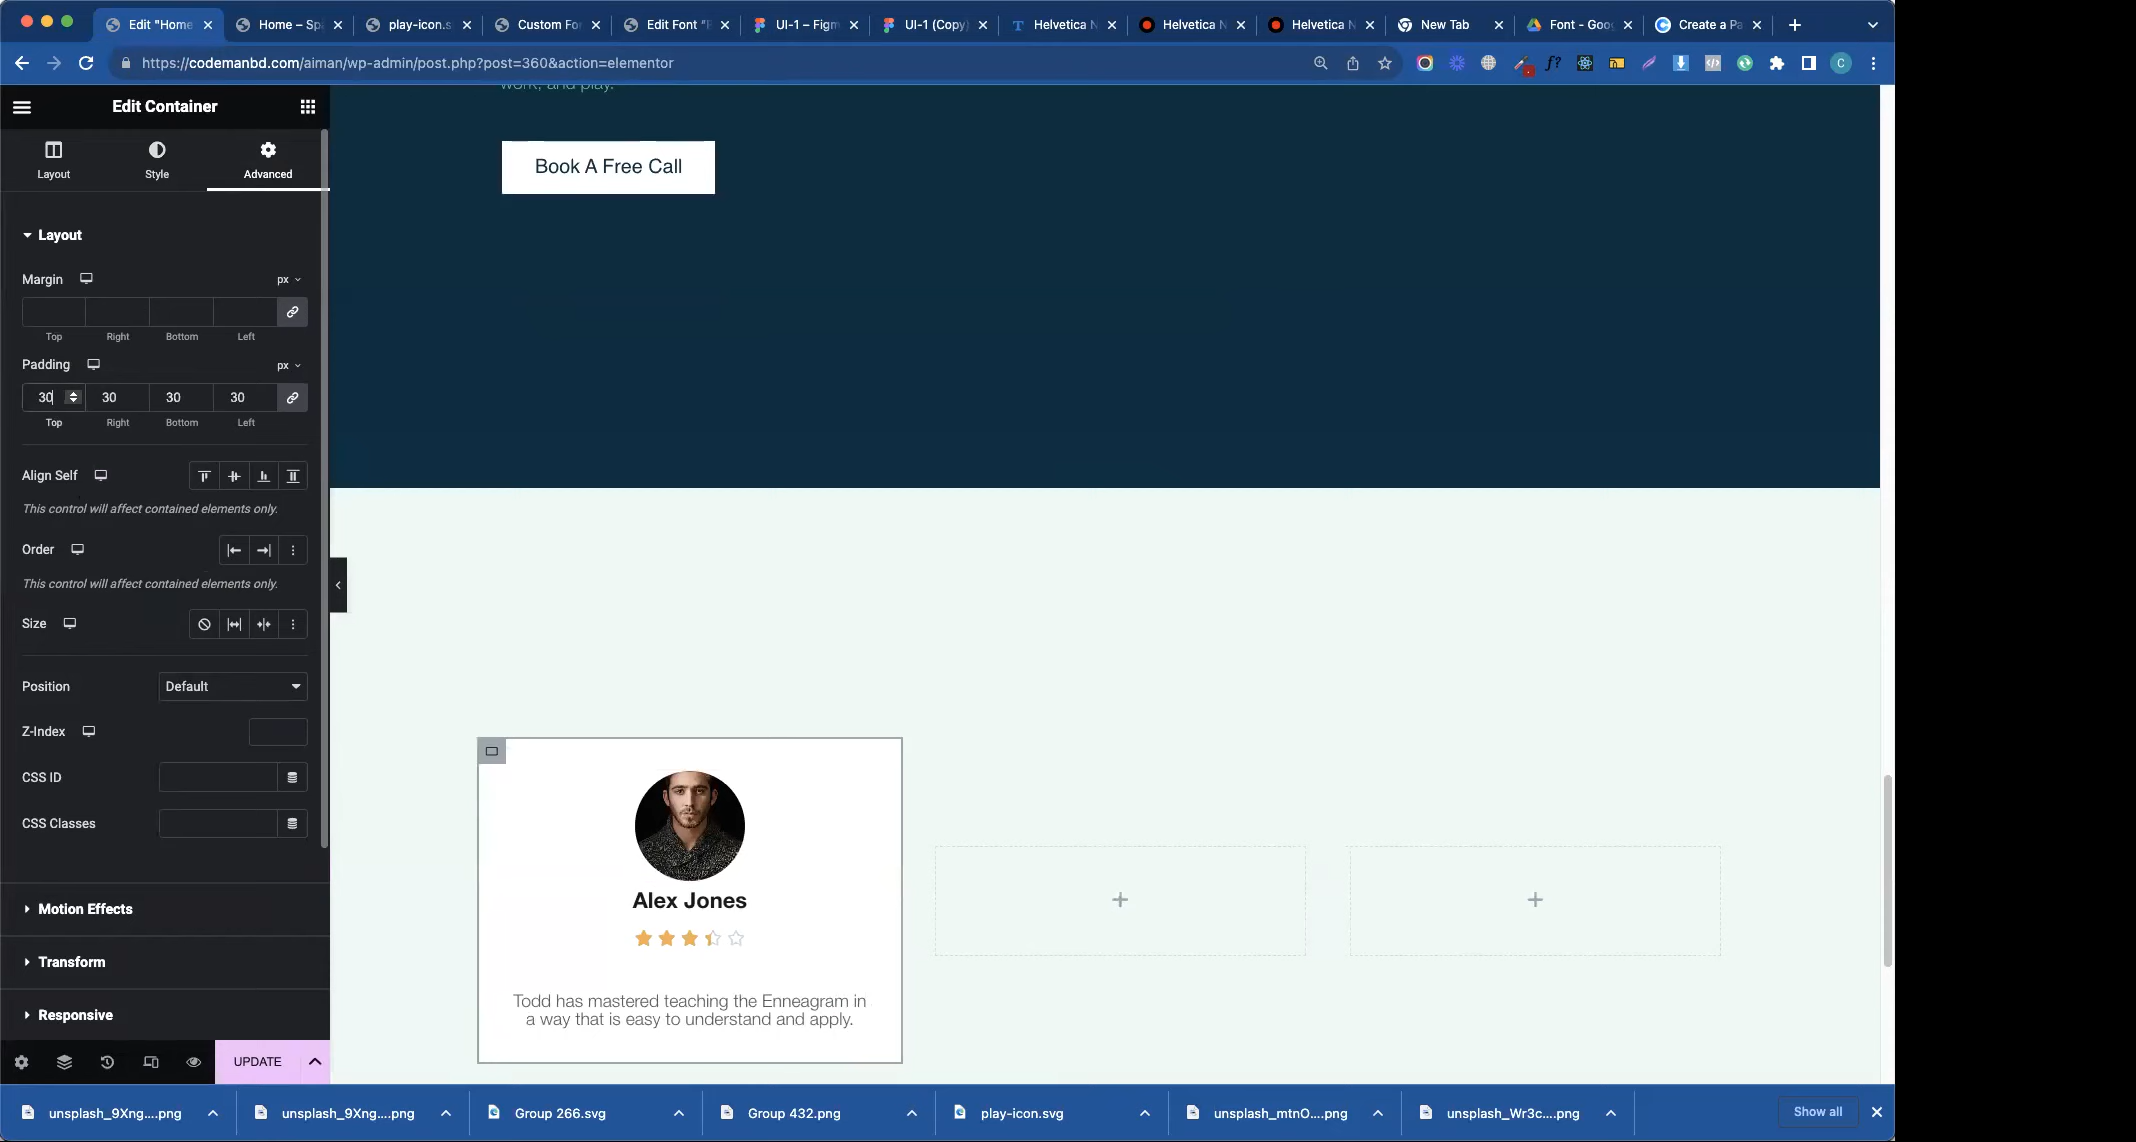 Edit "Home
Home – Sp
play-icon.s
Custom Fo
Edit Font "
UI-1 – Figm
UI-1 (Copy)
Helvetica N
Helvetica N
Helvetica N
New Tab
Font - Goo
Create a Pa
https://codemanbd.com/aiman/wp-admin/post.php?post=360&action=elementor
f?
C
Edit Container
Layout
Style
Advanced
Layout
Margin
px
Top
Right
Bottom
Left
Padding
px
30
30
30
30
Top
Right
Bottom
Left
Align Self
This control will affect contained elements only.
Order
This control will affect contained elements only.
Size
Position
Default
Z-Index
CSS ID
CSS Classes
Motion Effects
Transform
Responsive
UPDATE
work, and play.
Book A Free Call
Alex Jones
Todd has mastered teaching the Enneagram in
a way that is easy to understand and apply.
unsplash_9Xng....png
unsplash_9Xng....png
Group 266.svg
Group 432.png
play-icon.svg
unsplash_mtnO....png
unsplash_Wr3c....png
Show all